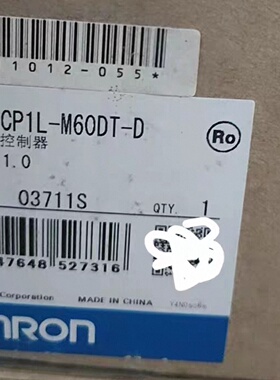 1012-055*
CP1L-M60DT-D
控制器
1.0
Ro
03711S
QTY. 1
47648 527316
Corporation
MADE IN CHINA
MRON